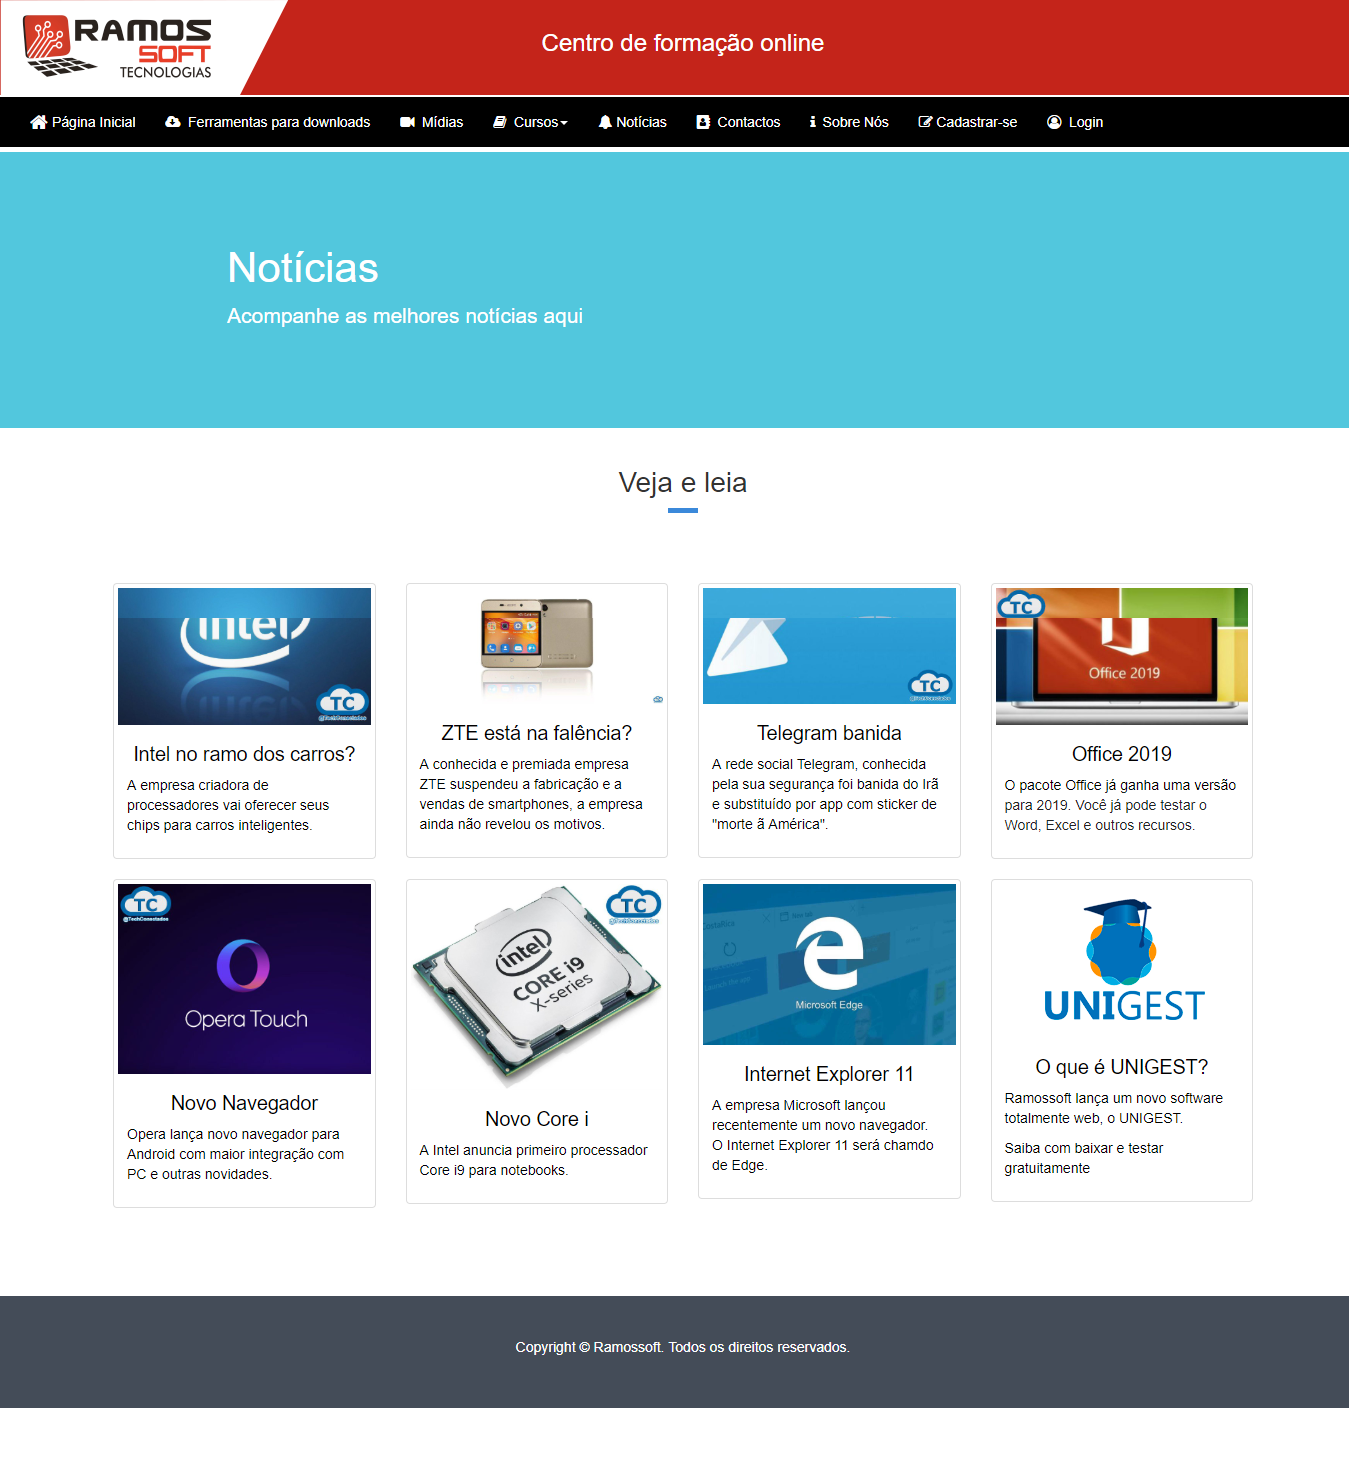 RAMOS
SOFT
TECNOLOGIAS
Centro de formação online
Página Inicial Ferramentas para downloads Mídias Cursos Notícias Contactos Sobre Nós Cadastrar-se Login
Notícias
Acompanhe as melhores notícias aqui
Veja e leia
intel
TC
@TechConectados
Intel no ramo dos carros?
A empresa criadora de
processadores vai oferecer seus
chips para carros inteligentes.
ZTE está na falência?
A conhecida e premiada empresa
ZTE suspendeu a fabricação e a
vendas de smartphones, a empresa
ainda não revelou os motivos.
TC
Telegram banida
A rede social Telegram, conhecida
pela sua segurança foi banida do Irã
e substituído por app com sticker de
"morte ã América".
TC
Office 2019
Office 2019
O pacote Office já ganha uma versão
para 2019. Você já pode testar o
Word, Excel e outros recursos.
TC
@TechConectados
Opera Touch
Novo Navegador
Opera lança novo navegador para
Android com maior integração com
PC e outras novidades.
TC
intel
CORE i9
X-series
Novo Core i
A Intel anuncia primeiro processador
Core i9 para notebooks.
Microsoft Edge
Internet Explorer 11
A empresa Microsoft lançou
recentemente um novo navegador.
O Internet Explorer 11 será chamdo
de Edge.
UNIGEST
O que é UNIGEST?
Ramossoft lança um novo software
totalmente web, o UNIGEST.
Saiba com baixar e testar
gratuitamente
Copyright © Ramossoft. Todos os direitos reservados.